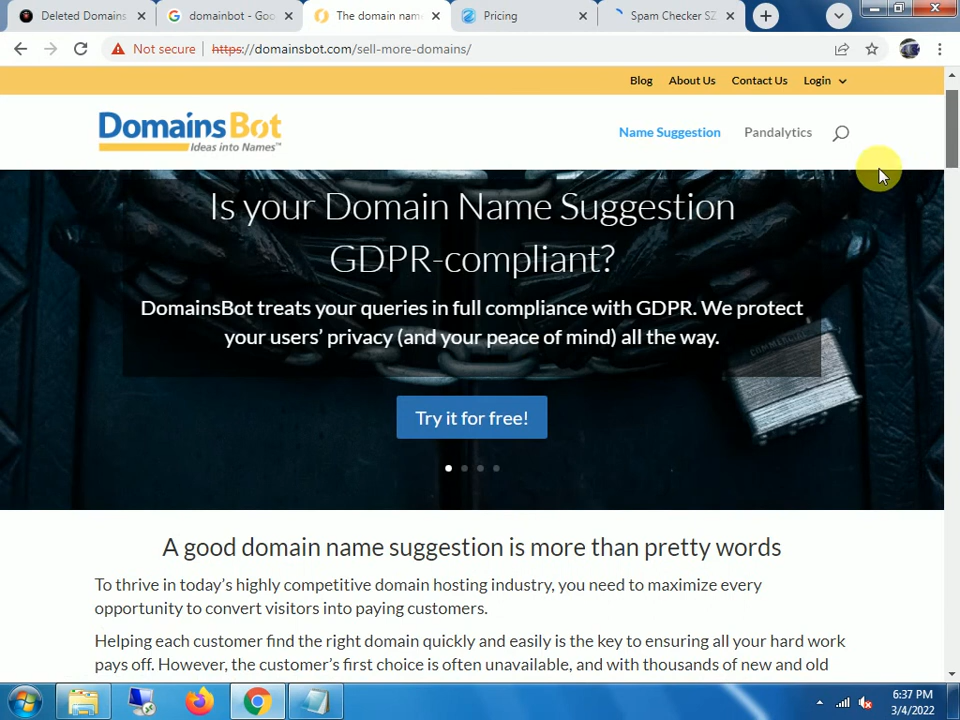 Deleted Domains
domainbot - Goo
The domain nam
Pricing
Spam Checker SZ
Not secure
https://domainsbot.com/sell-more-domains/
Blog
About Us
Contact Us
Login
DomainsBot
Ideas into Names™
Name Suggestion
Pandalytics
Is your Domain Name Suggestion
GDPR-compliant?
DomainsBot treats your queries in full compliance with GDPR. We protect
your users’ privacy (and your peace of mind) all the way.
Try it for free!
A good domain name suggestion is more than pretty words
To thrive in today’s highly competitive domain hosting industry, you need to maximize every
opportunity to convert visitors into paying customers.
Helping each customer find the right domain quickly and easily is the key to ensuring all your hard work
pays off. However, the customer’s first choice is often unavailable, and with thousands of new and old
6:37 PM
3/4/2022